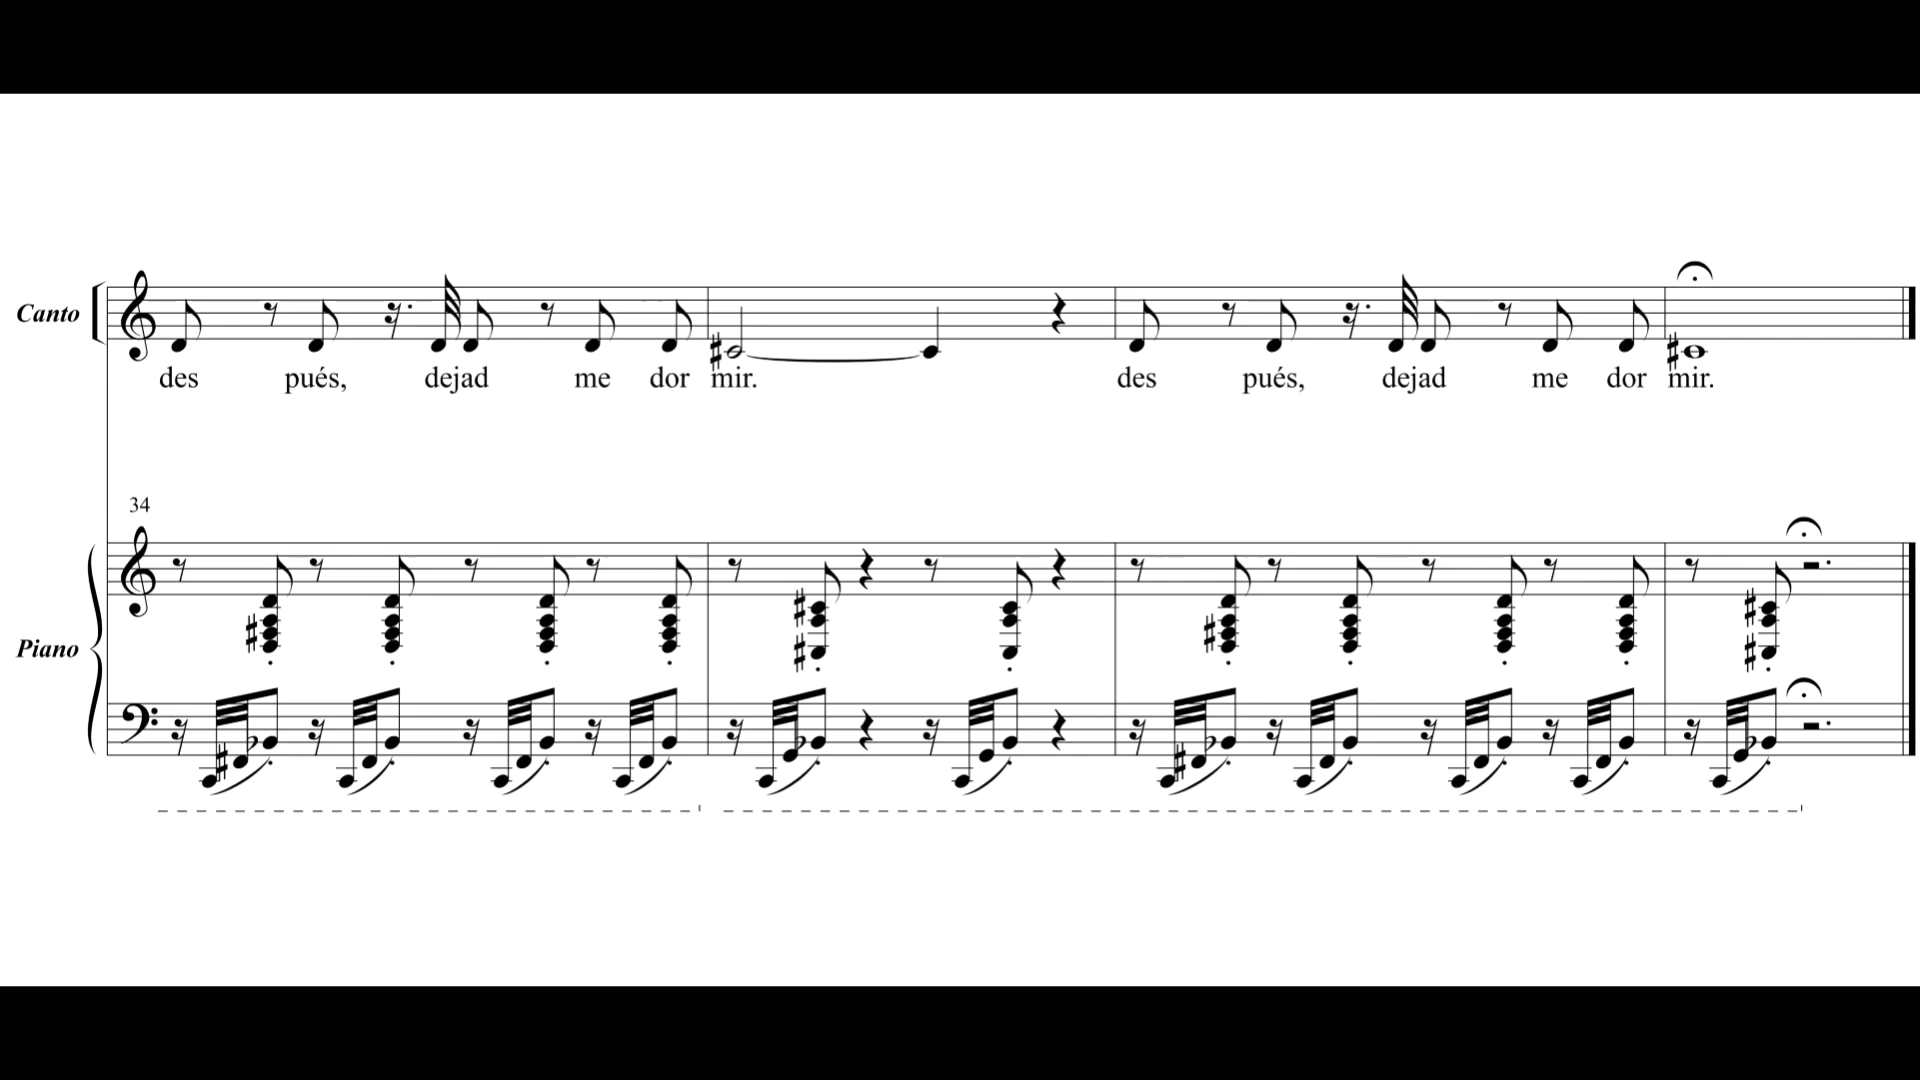 Canto
des pués, dejad me dor mir. des pués, dejad me dor mir.
34
Piano